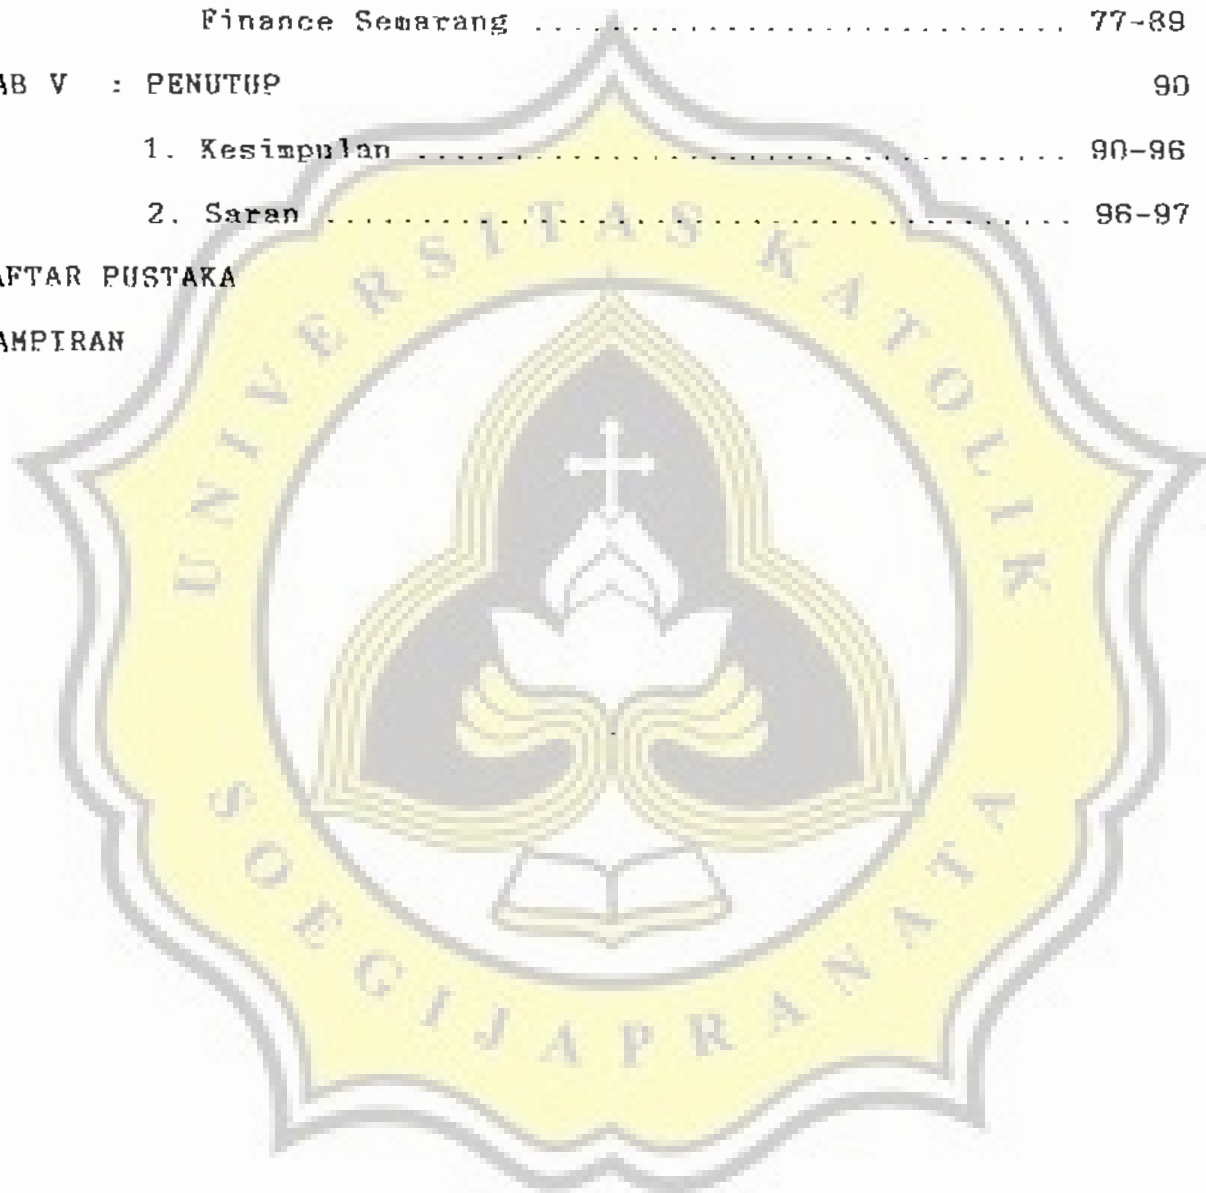 Finance Semarang .............................. 77-89
AB V : PENUTUP 90
1. Kesimpulan ..................................... 90-96
2. Saran .......................................... 96-97
AFTAR PUSTAKA
AMPIRAN
UNIVERSITAS KATOLIK
SOEGIJAPRANATA